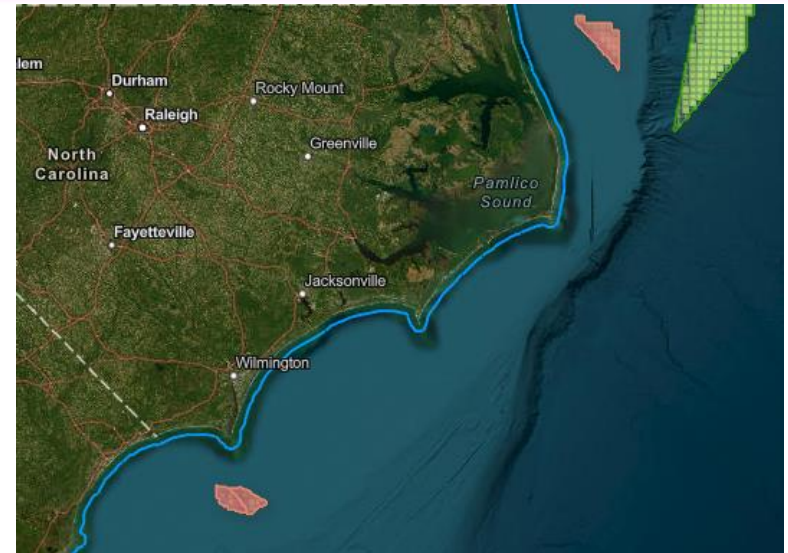 lem
Durham
Rocky Mount
Raleigh
Greenville
North
Carolina
Pamlico
Sound
Fayetteville
Jacksonville
Wilmington